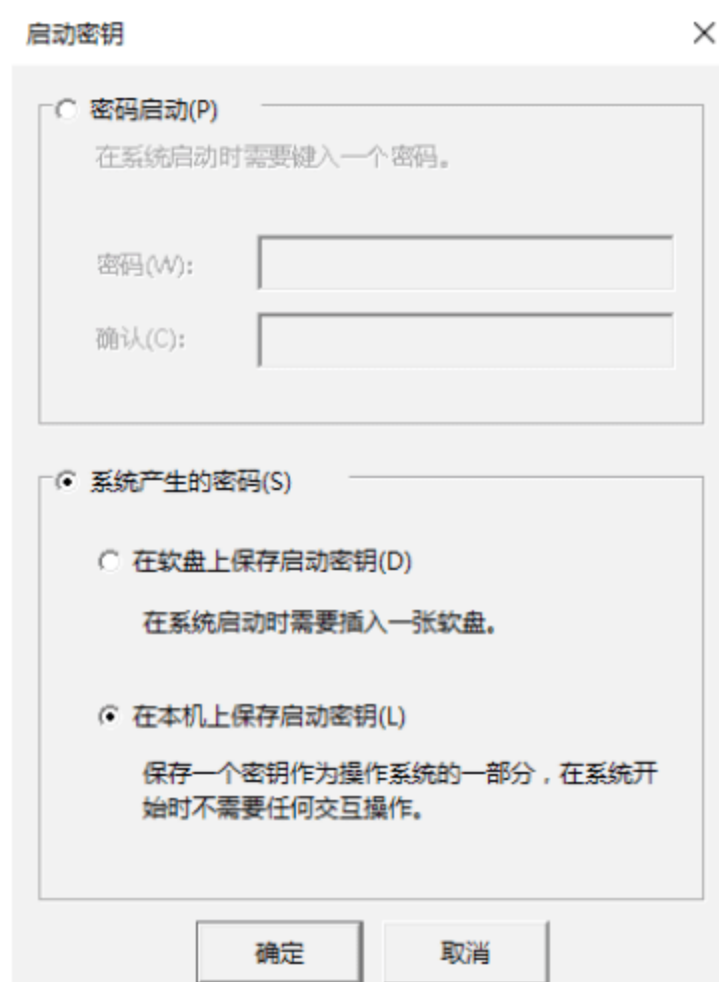 启动密钥
密码启动(P)
在系统启动时需要键入一个密码。
密码(W):
确认(C):
系统产生的密码(S)
在软盘上保存启动密钥(D)
在系统启动时需要插入一张软盘。
在本机上保存启动密钥(L)
保存一个密钥作为操作系统的一部分，在系统开
始时不需要任何交互操作。
确定
取消